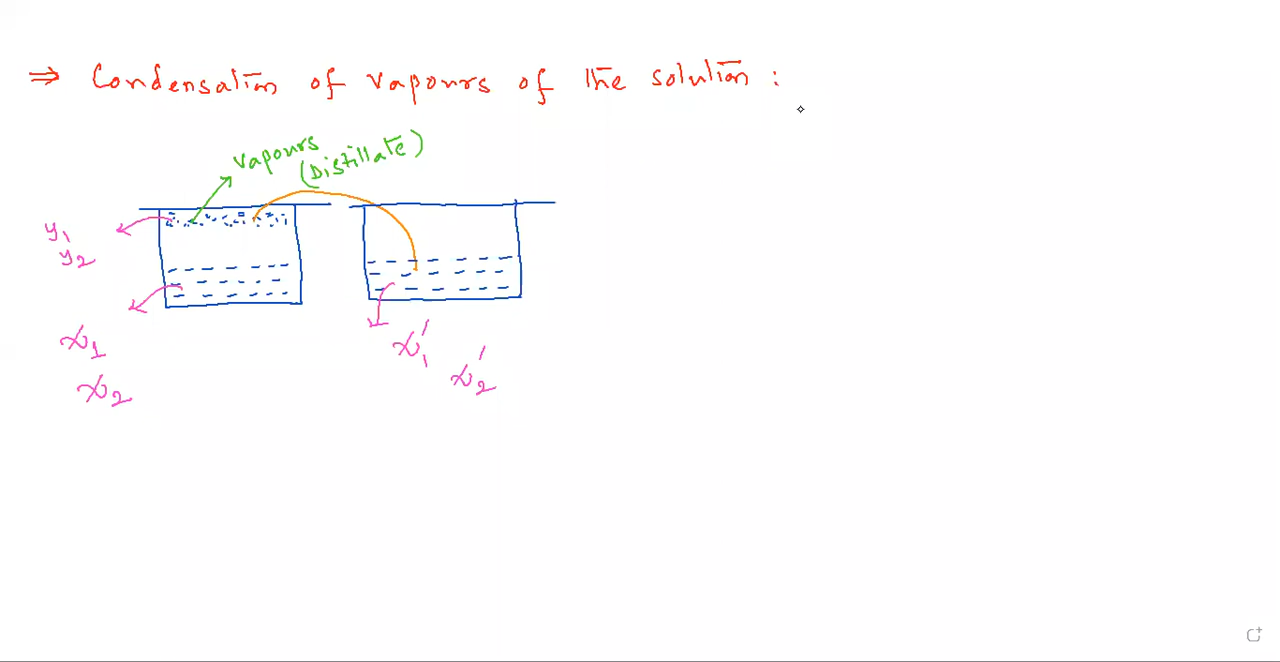 ⇒ Condensation of vapours of the solution :
vapours
(Distillate)
y₁
y₂
x₁
x₂
x₁'
x₂'